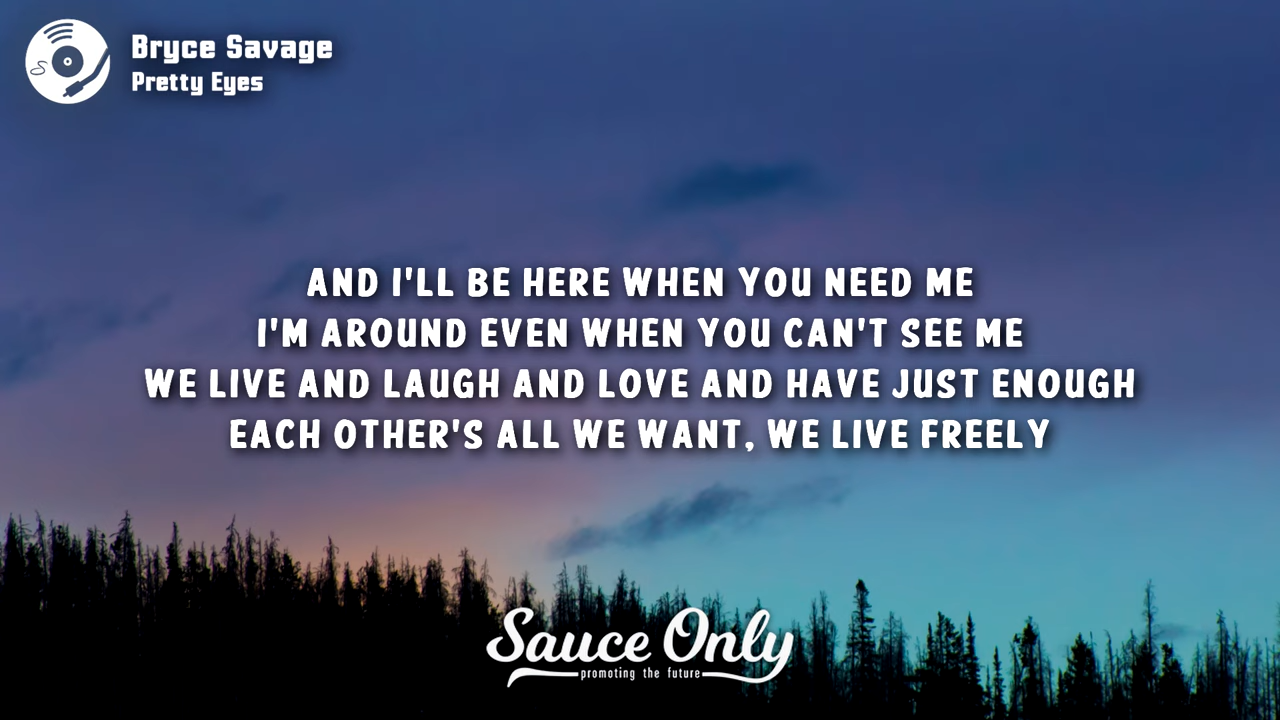 Bryce Savage
Pretty Eyes
AND I'LL BE HERE WHEN YOU NEED ME
I'M AROUND EVEN WHEN YOU CAN'T SEE ME
WE LIVE AND LAUGH AND LOVE AND HAVE JUST ENOUGH
EACH OTHER'S ALL WE WANT, WE LIVE FREELY
Sauce Only
promoting the future